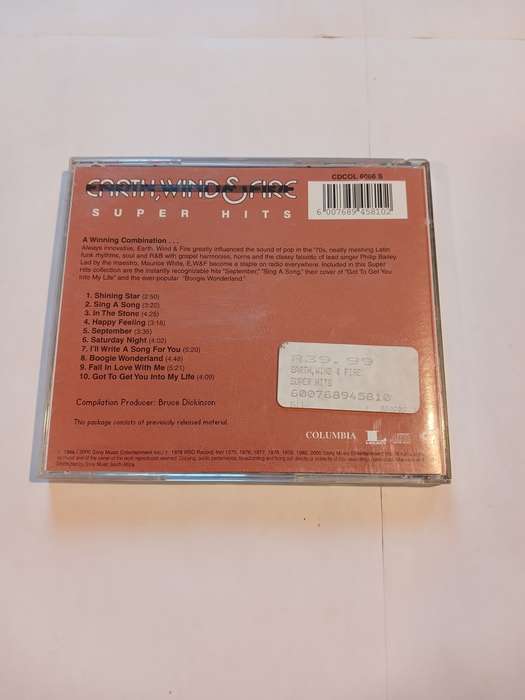 EARTH, WIND & FIRE
SUPER HITS
CDCOL 6066 S
6 007689 458102
A Winning Combination . . .
Always innovative, Earth, Wind & Fire greatly influenced the sound of pop in the '70s, neatly meshing Latin
funk rhythms, soul and R&B with gospel harmonies, horns and the classy falsetto of lead singer Philip Bailey.
Led by the maestro, Maurice White, E,W&F became a staple on radio everywhere. Included in this Super
Hits collection are the instantly recognizable hits "September," "Sing A Song," their cover of "Got To Get You
Into My Life" and the ever popular "Boogie Wonderland."
1. Shining Star (2:50)
2. Sing A Song (3:22)
3. In The Stone (4:25)
4. Happy Feeling (3:16)
5. September (3:35)
6. Saturday Night (4:02)
7. I'll Write A Song For You (5:20)
8. Boogie Wonderland (4:48)
9. Fall In Love With Me (5:21)
10. Got To Get You Into My Life (4:09)
R39.99
EARTH,WIND & FIRE
SUPER HITS
600768945810
Compilation Producer: Bruce Dickinson
This package consists of previously released material.
COLUMBIA
LEGACY